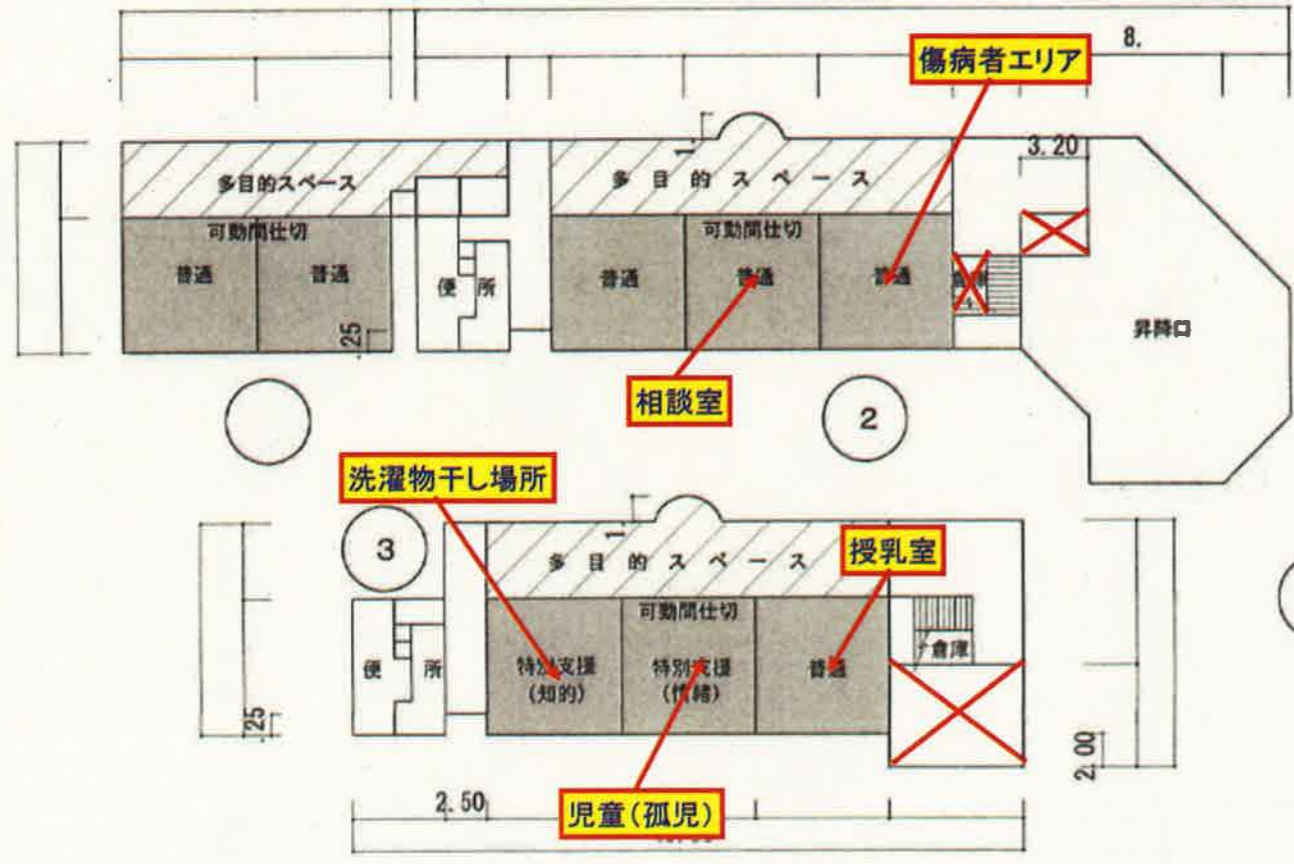 8.
傷病者エリア
1.
3.20
多目的スペース
多目的スペース
可動間仕切
可動間仕切
普通
普通
便所
普通
普通
普通
倉庫
.25
昇降口
相談室
2
洗濯物干し場所
3
1.
多目的スペース
授乳室
可動間仕切
便所
特別支援
(知的)
特別支援
(情緒)
普通
倉庫
.25
2.00
2.50
児童(孤児)